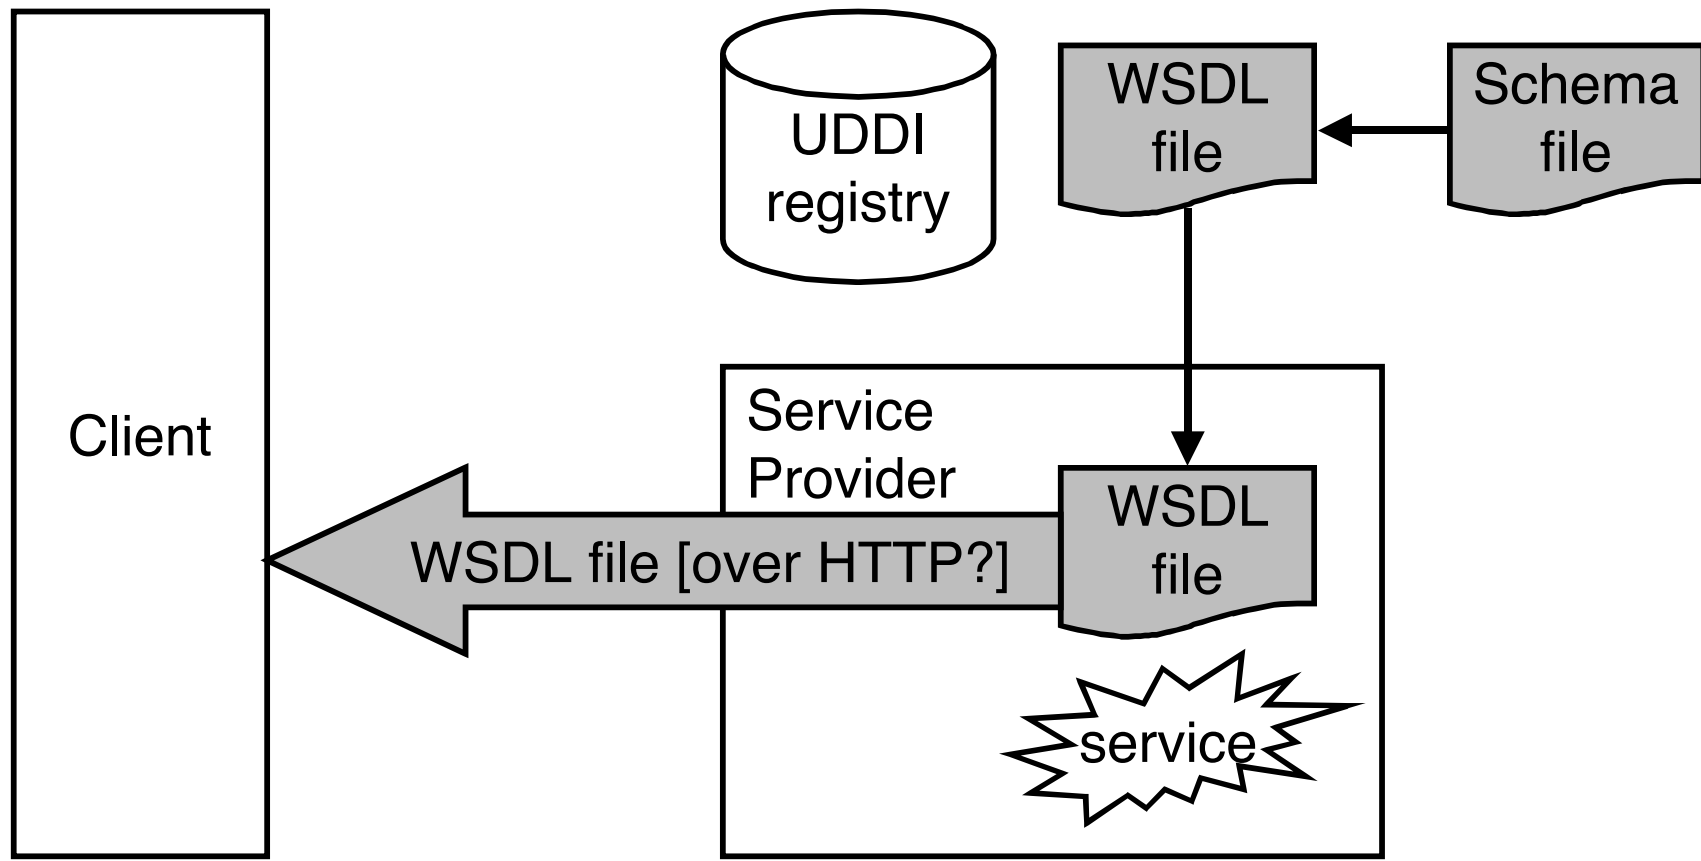 UDDI
registry
WSDL
file
Schema
file
Client
Service
Provider
WSDL file [over HTTP?]
WSDL
file
service